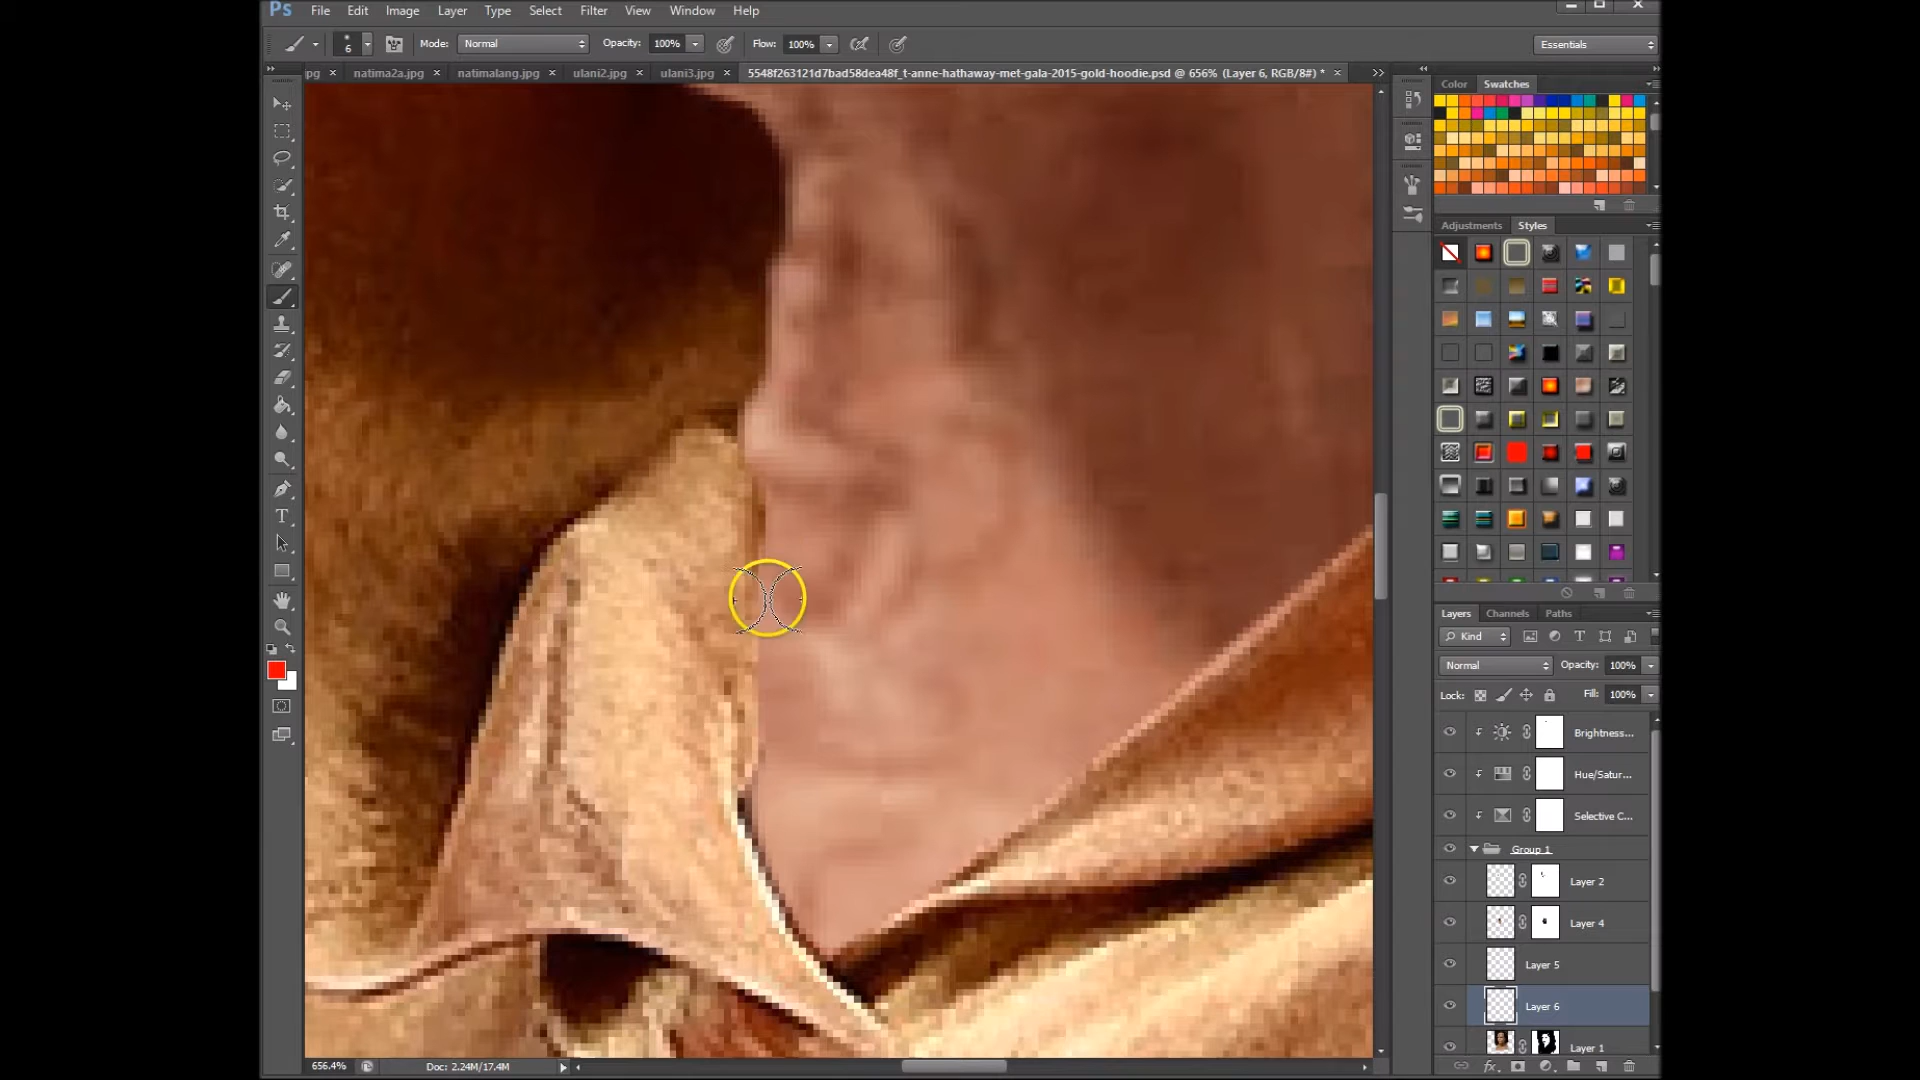 Ps File Edit Image Layer Type Select Filter View Window Help
6 Mode: Normal Opacity: 100% Flow: 100% Essentials
pg × natima2a.jpg × natimalang.jpg × ulani2.jpg × ulani3.jpg × 5548f263121d7bad58dea48f_t-anne-hathaway-met-gala-2015-gold-hoodie.psd @ 656% (Layer 6, RGB/8#) * ×
Color Swatches
Adjustments Styles
Layers Channels Paths
Kind
Normal Opacity: 100%
Lock: Fill: 100%
Brightness...
Hue/Satur...
Selective C...
Group 1
Layer 2
Layer 4
Layer 5
Layer 6
Layer 1
656.4% Doc: 2.24M/17.4M
fx